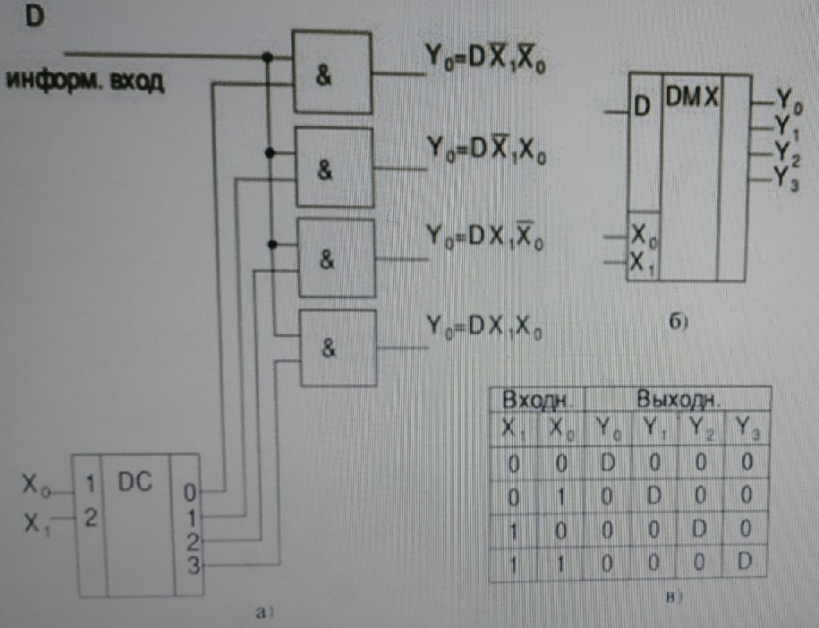 D
информ. вход
&
Y₀=DX̅₁X̅₀
&
Y₀=DX̅₁X₀
&
Y₀=DX₁X̅₀
&
Y₀=DX₁X₀
X₀ 1 DC 0
X₁ 2 1
2
3
а)
D DMX Y₀
Y₁
Y₂
Y₃
X₀
X₁
б)
Входн. Выходн.
X₁ X₀ Y₀ Y₁ Y₂ Y₃
0 0 D 0 0 0
0 1 0 D 0 0
1 0 0 0 D 0
1 1 0 0 0 D
в)